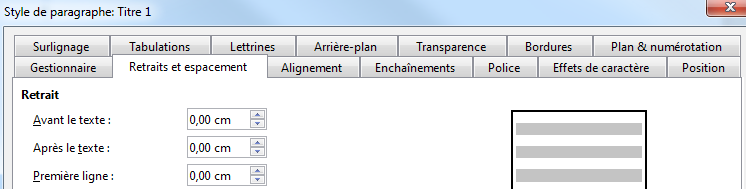 Style de paragraphe: Titre 1
Surlignage Tabulations Lettrines Arrière-plan Transparence Bordures Plan & numérotation
Gestionnaire Retraits et espacement Alignement Enchaînements Police Effets de caractère Position
Retrait
Avant le texte : 0,00 cm
Après le texte : 0,00 cm
Première ligne : 0,00 cm